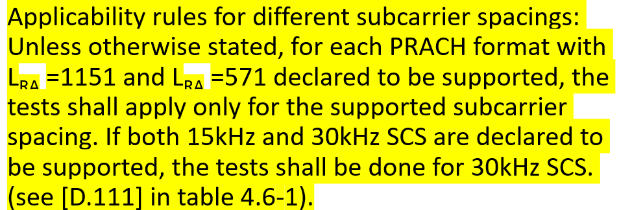 Applicability rules for different subcarrier spacings:
Unless otherwise stated, for each PRACH format with
LRA =1151 and LRA =571 declared to be supported, the
tests shall apply only for the supported subcarrier
spacing. If both 15kHz and 30kHz SCS are declared to
be supported, the tests shall be done for 30kHz SCS.
(see [D.111] in table 4.6-1).